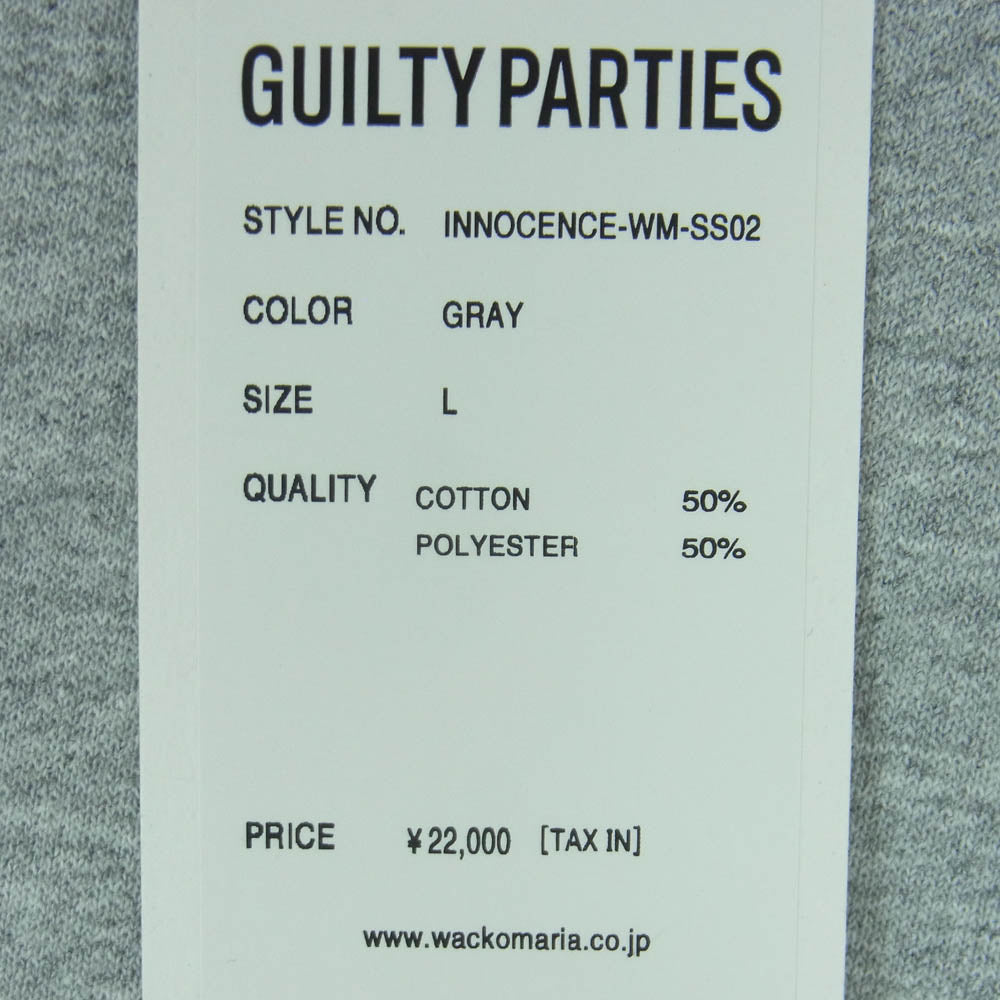 GUILTY PARTIES
STYLE NO. INNOCENCE-WM-SS02
COLOR GRAY
SIZE L
QUALITY COTTON 50%
POLYESTER 50%
PRICE ¥22,000 [TAX IN]
www.wackomaria.co.jp